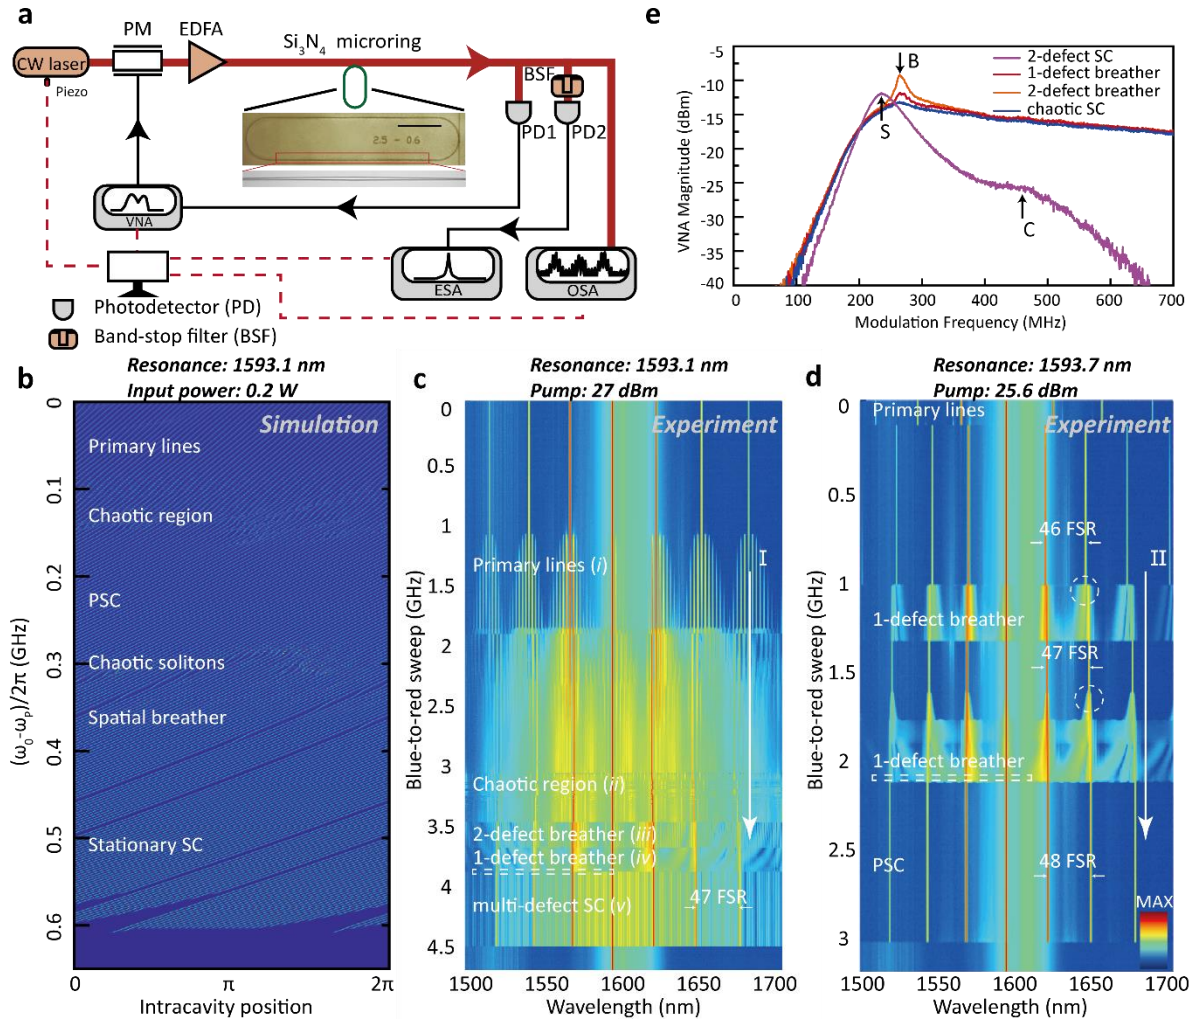 a
PM
EDFA
Si3N4 microring
CW laser
Piezo
BSF
PD1
PD2
2.5 - 0.6
VNA
ESA
OSA
Photodetector (PD)
Band-stop filter (BSF)
e
-5
-10
-15
-20
-25
-30
-35
-40
VNA Magnitude (dBm)
B
S
C
2-defect SC
1-defect breather
2-defect breather
chaotic SC
0
100
200
300
400
500
600
700
Modulation Frequency (MHz)
b
Resonance: 1593.1 nm
Input power: 0.2 W
Simulation
0
0.1
0.2
0.3
0.4
0.5
0.6
(ω0-ωP)/2π (GHz)
Primary lines
Chaotic region
PSC
Chaotic solitons
Spatial breather
Stationary SC
0
π
2π
Intracavity position
c
Resonance: 1593.1 nm
Pump: 27 dBm
Experiment
0
0.5
1
1.5
2
2.5
3
3.5
4
4.5
Blue-to-red sweep (GHz)
I
Primary lines (i)
Chaotic region (ii)
2-defect breather (iii)
1-defect breather (iv)
multi-defect SC (v)
47 FSR
1500
1600
1700
Wavelength (nm)
d
Resonance: 1593.7 nm
Pump: 25.6 dBm
Primary lines
Experiment
0
0.5
1
1.5
2
2.5
3
Blue-to-red sweep (GHz)
46 FSR
II
1-defect breather
47 FSR
1-defect breather
PSC
48 FSR
MAX
1500
1600
1700
Wavelength (nm)